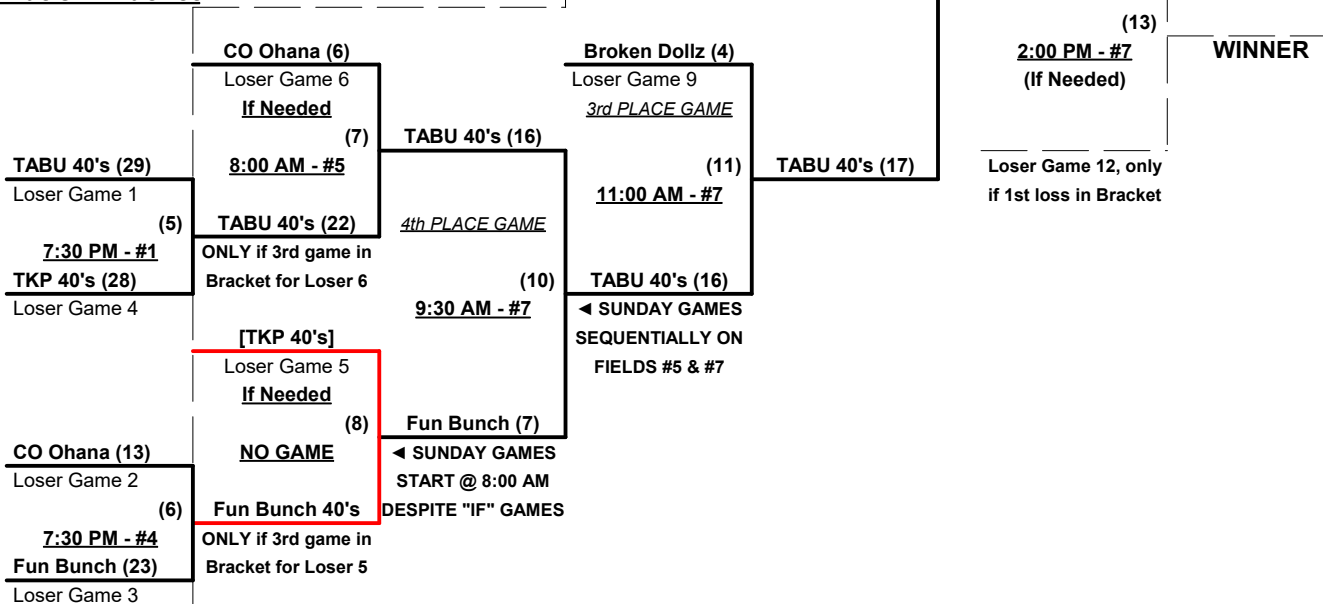 (13)
CO Ohana (6)
Broken Dollz (4)
2:00 PM - #7
WINNER
Loser Game 6
Loser Game 9
(If Needed)
If Needed
3rd PLACE GAME
(7)
TABU 40's (16)
TABU 40's (29)
8:00 AM - #5
(11)
TABU 40's (17)
Loser Game 12, only
Loser Game 1
11:00 AM - #7
if 1st loss in Bracket
(5)
TABU 40's (22)
4th PLACE GAME
7:30 PM - #1
ONLY if 3rd game in
TKP 40's (28)
Bracket for Loser 6
(10)
TABU 40's (16)
Loser Game 4
9:30 AM - #7
◄ SUNDAY GAMES
[TKP 40's]
SEQUENTIALLY ON
Loser Game 5
FIELDS #5 & #7
If Needed
(8)
Fun Bunch (7)
CO Ohana (13)
NO GAME
◄ SUNDAY GAMES
Loser Game 2
START @ 8:00 AM
(6)
Fun Bunch 40's
DESPITE "IF" GAMES
7:30 PM - #4
ONLY if 3rd game in
Fun Bunch (23)
Bracket for Loser 5
Loser Game 3